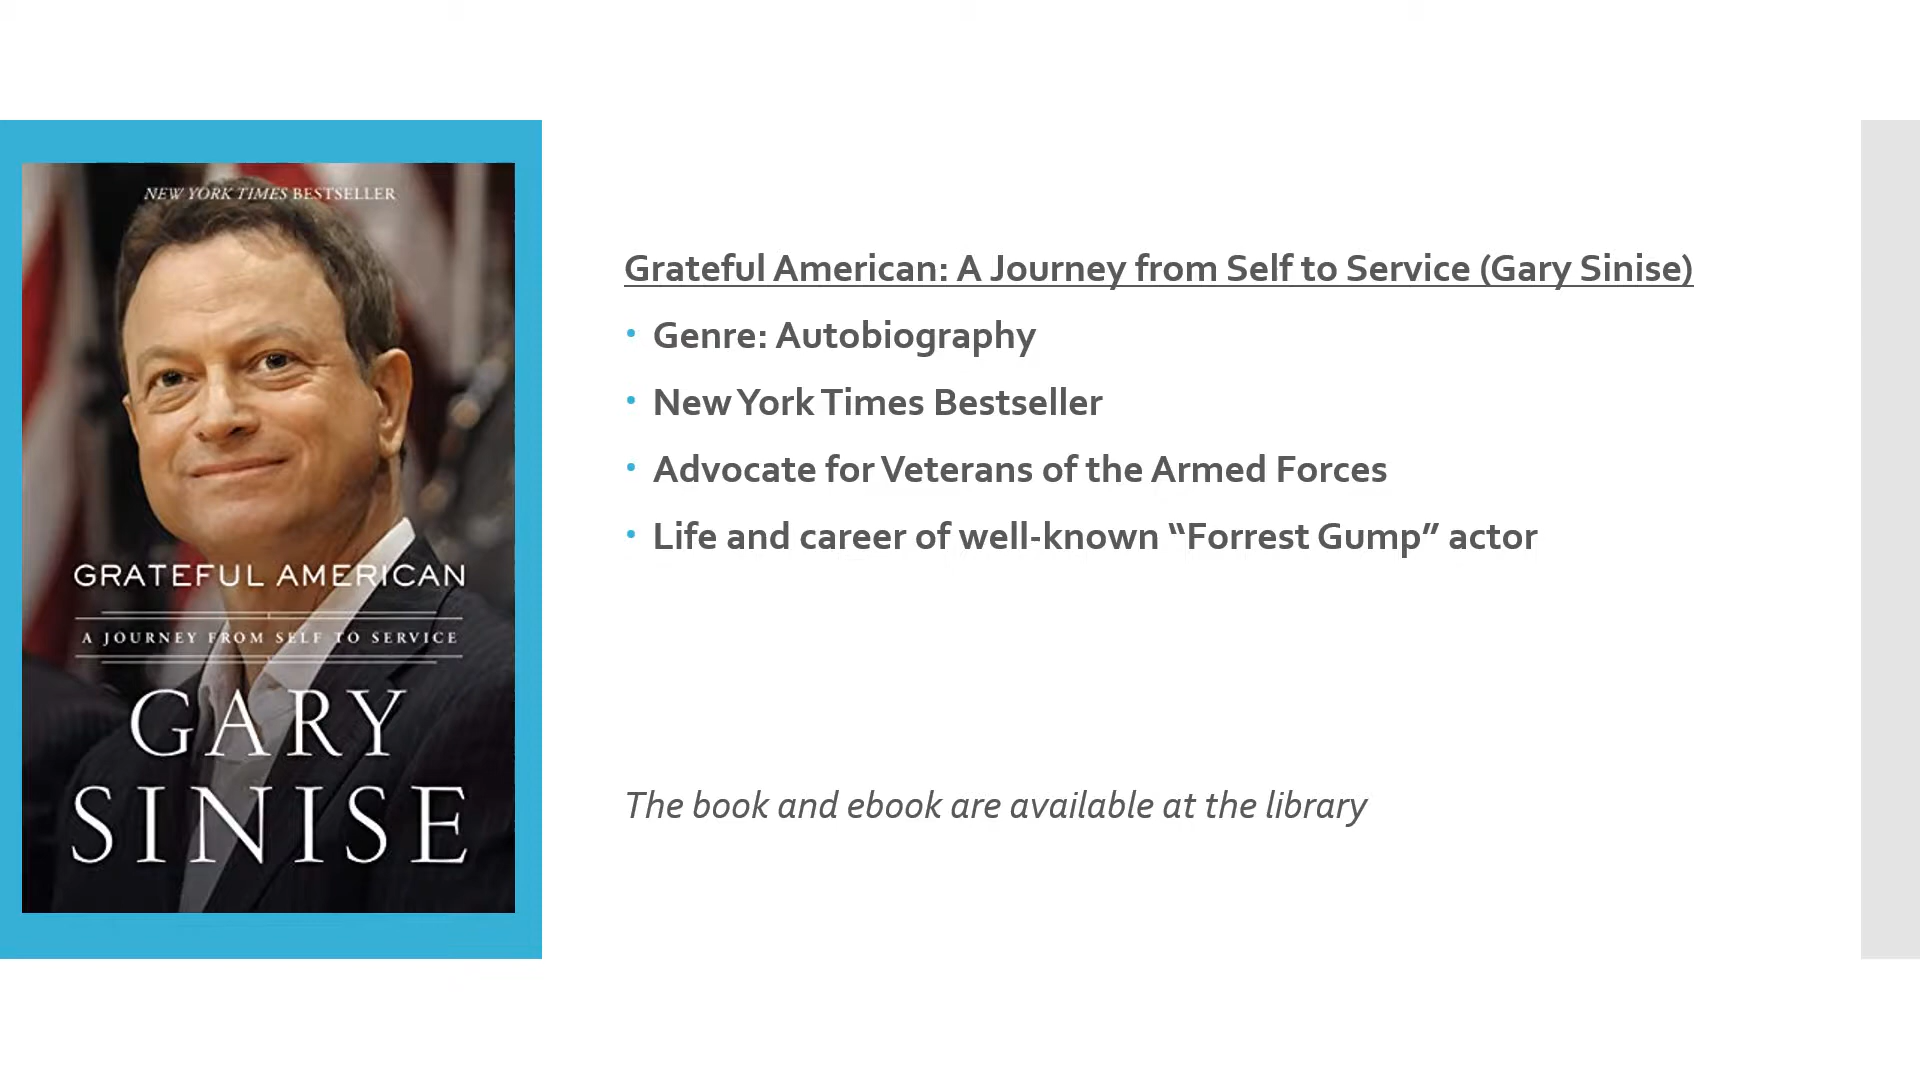 NEW YORK TIMES BESTSELLER
GRATEFUL AMERICAN
A JOURNEY FROM SELF TO SERVICE
GARY
SINISE
Grateful American: A Journey from Self to Service (Gary Sinise)
• Genre: Autobiography
• New York Times Bestseller
• Advocate for Veterans of the Armed Forces
• Life and career of well-known “Forrest Gump” actor
The book and ebook are available at the library